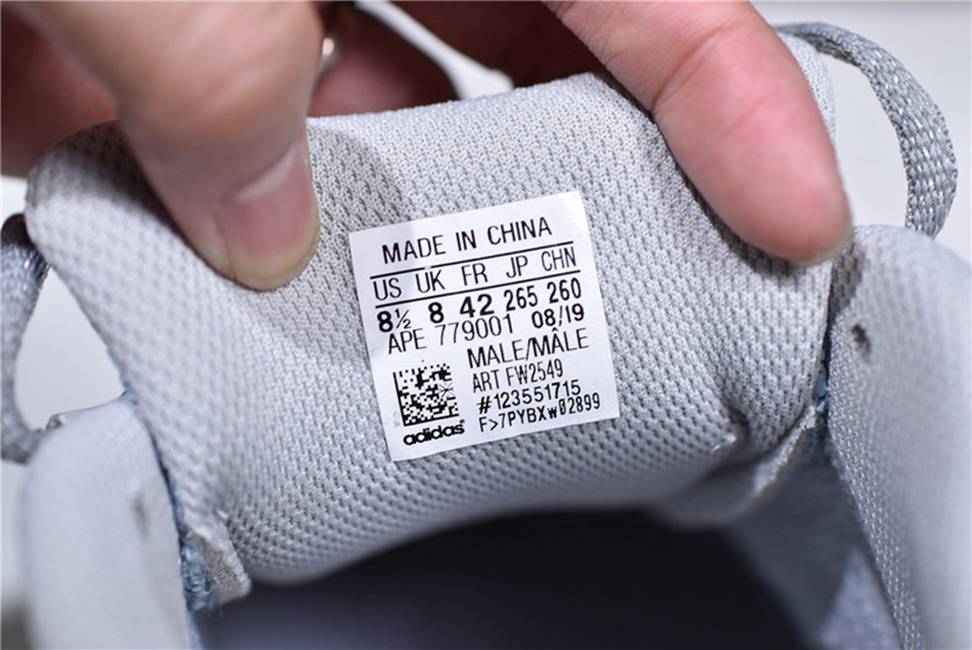 MADE IN CHINA
US UK FR JP CHN
8½ 8 42 265 260
APE 779001 08/19
MALE/MÂLE
ART FW2549
#123551715
F>7PYBXwØ2899
adidas®